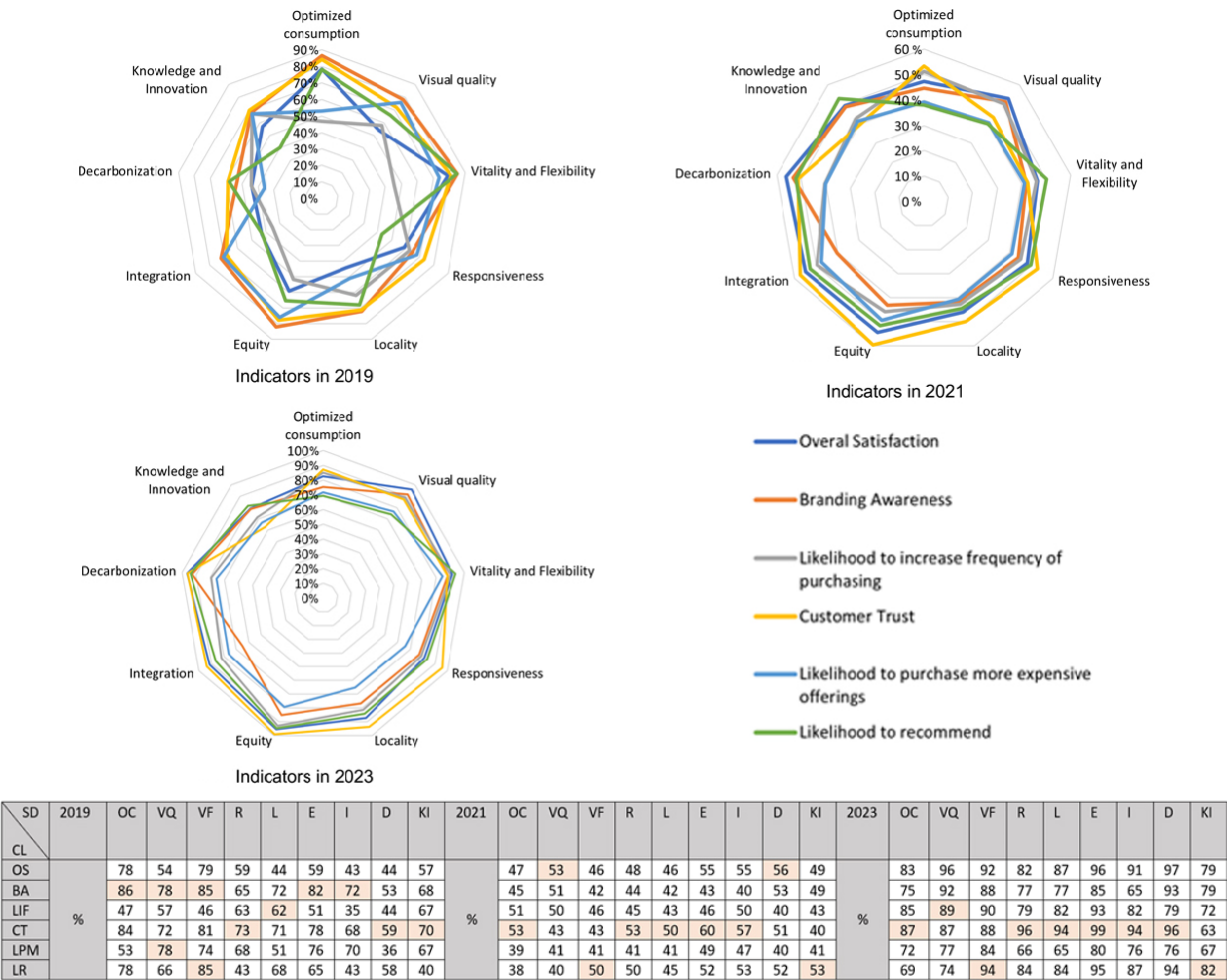 Optimized
consumption
90%
80%
70%
60%
50%
40%
30%
20%
10%
0%
Visual quality
Vitality and Flexibility
Responsiveness
Locality
Equity
Integration
Decarbonization
Knowledge and
Innovation
Indicators in 2019
Optimized
consumption
60%
50%
40%
30%
20%
10%
0%
Visual quality
Vitality and
Flexibility
Responsiveness
Locality
Equity
Integration
Decarbonization
Knowledge and
Innovation
Indicators in 2021
Optimized
consumption
100%
90%
80%
70%
60%
50%
40%
30%
20%
10%
0%
Visual quality
Vitality and Flexibility
Responsiveness
Locality
Equity
Integration
Decarbonization
Knowledge and
Innovation
Indicators in 2023
Overal Satisfaction
Branding Awareness
Likelihood to increase frequency of
purchasing
Customer Trust
Likelihood to purchase more expensive
offerings
Likelihood to recommend
SD 2019 OC VQ VF R L E I D KI 2021 OC VQ VF R L E I D KI 2023 OC VQ VF R L E I D KI
CL
OS 78 54 79 59 44 59 43 44 57 47 53 46 48 46 55 55 56 49 83 96 92 82 87 96 91 97 79
BA 86 78 85 65 72 82 72 53 68 45 51 42 44 42 43 40 53 49 75 92 88 77 77 85 65 93 79
LIF % 47 57 46 63 62 51 35 44 67 % 51 50 46 45 43 46 50 40 43 % 85 89 90 79 82 93 82 79 72
CT 84 72 81 73 71 78 68 59 70 53 43 43 53 50 60 57 51 40 87 87 88 96 94 99 94 96 63
LPM 53 78 74 68 51 76 70 36 67 39 41 41 41 41 49 47 40 41 72 77 84 66 65 80 76 76 67
LR 78 66 85 43 68 65 43 58 40 38 40 50 50 45 52 53 52 53 69 74 94 84 84 95 87 94 82